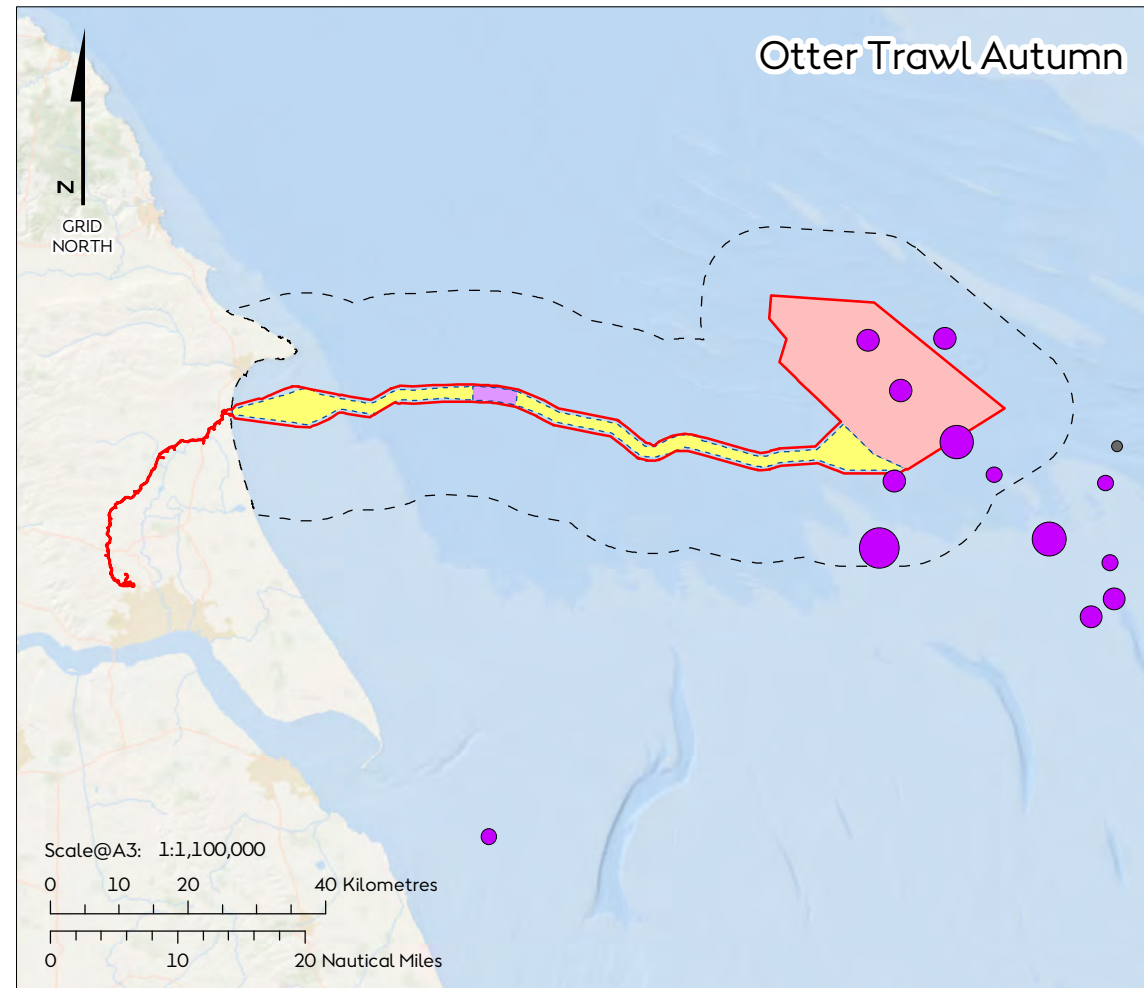 Otter Trawl Autumn
N
GRID
NORTH
Scale@A3: 1:1,100,000
0 10 20 40 Kilometres
0 10 20 Nautical Miles